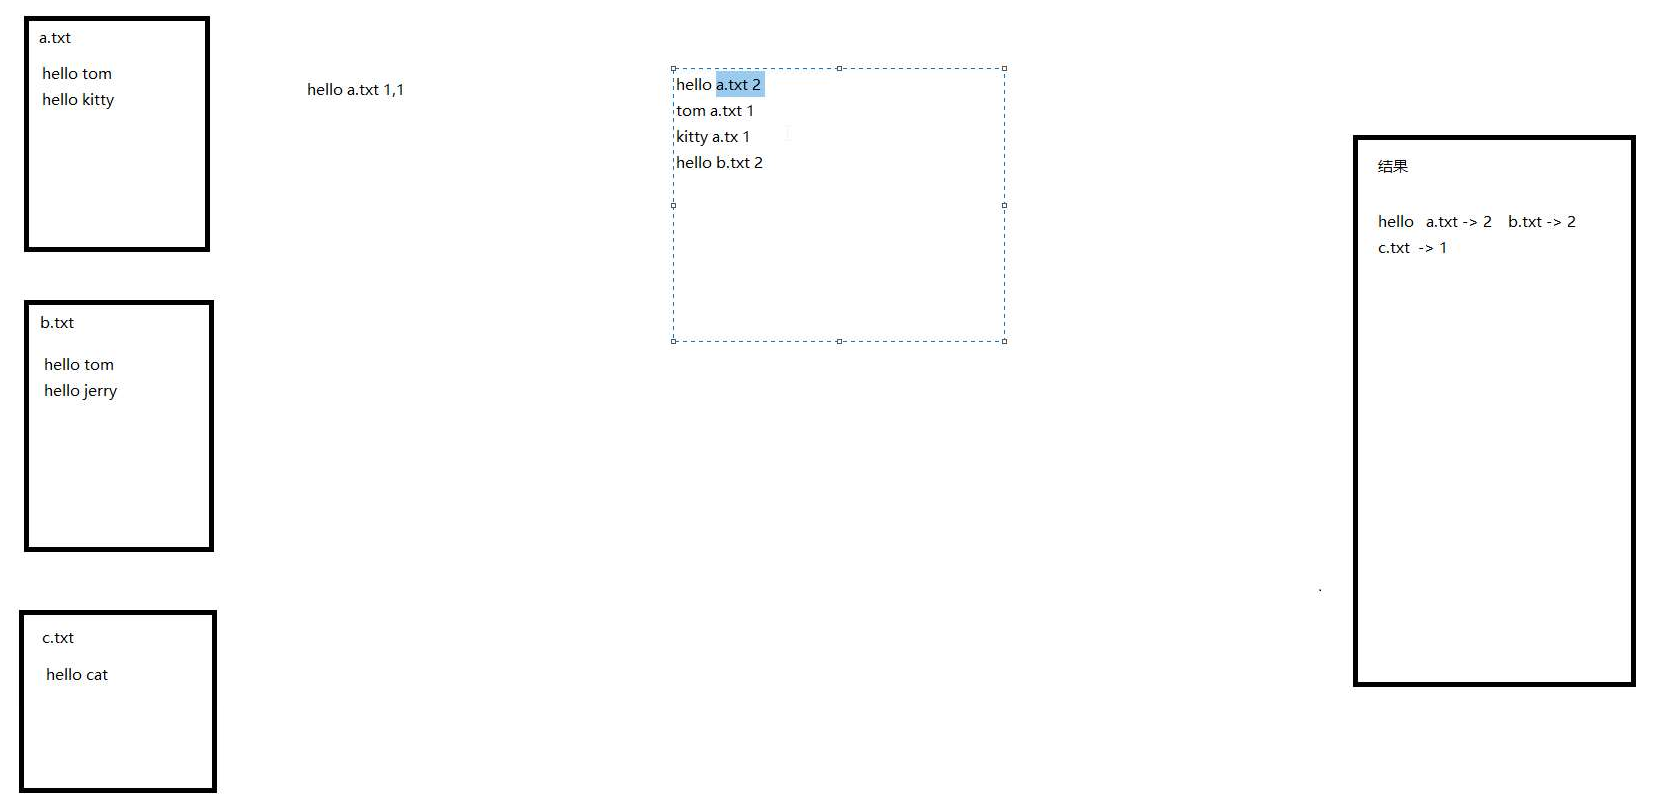 a.txt
hello tom
hello kitty
b.txt
hello tom
hello jerry
c.txt
hello cat
hello a.txt 1,1
hello a.txt 2
tom a.txt 1
kitty a.tx 1
hello b.txt 2
结果
hello a.txt -> 2 b.txt -> 2
c.txt -> 1